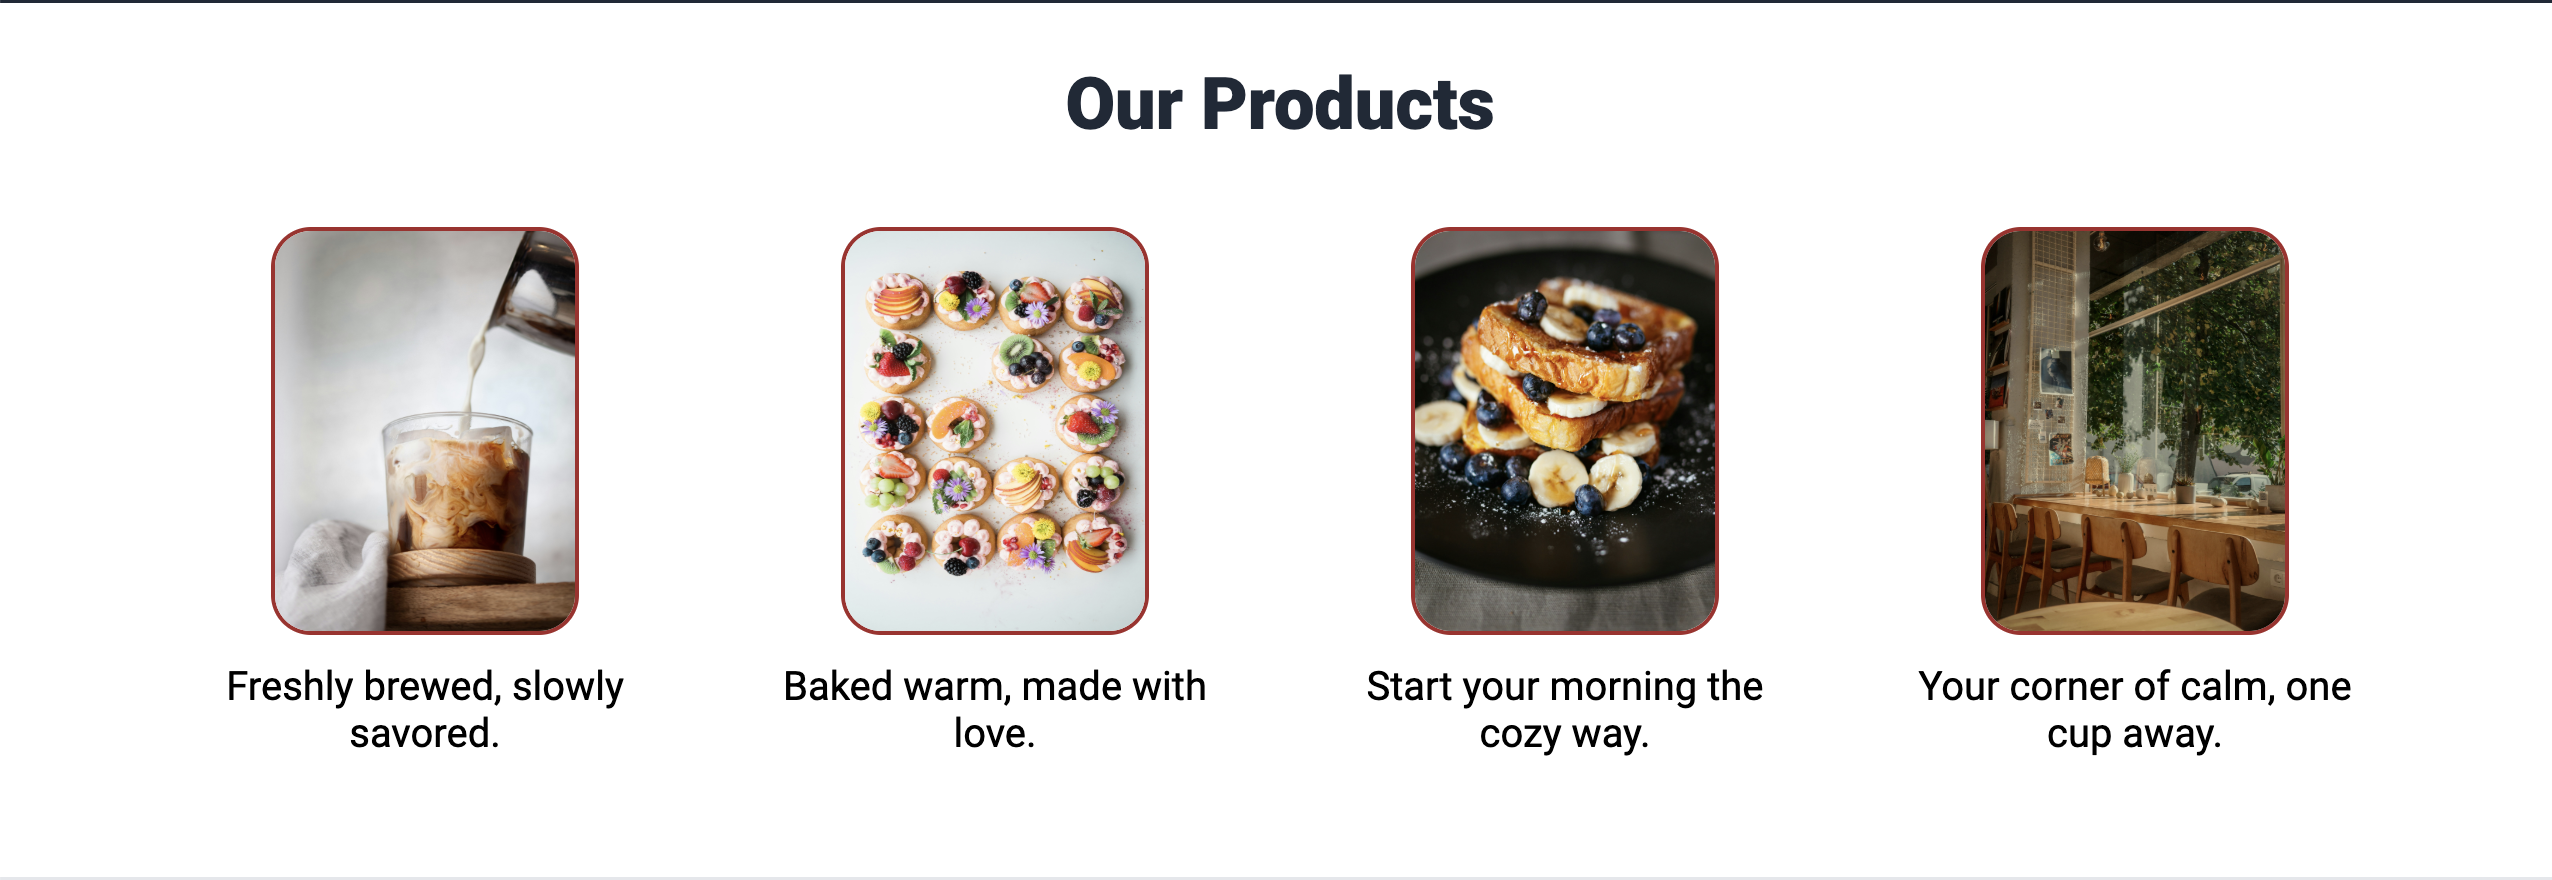 Our Products
Freshly brewed, slowly
savored.
Baked warm, made with
love.
Start your morning the
cozy way.
Your corner of calm, one
cup away.